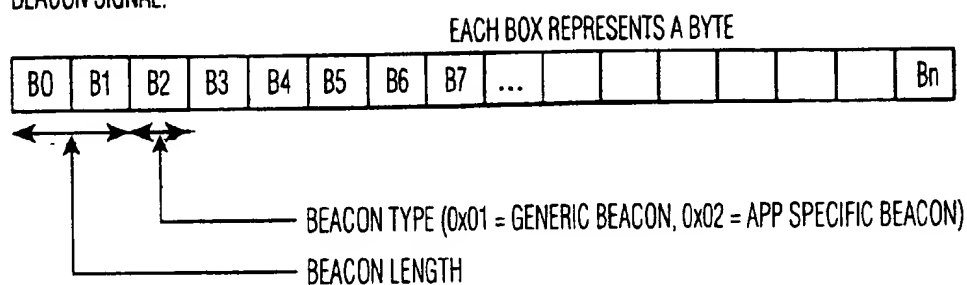 BEACON SIGNAL:
EACH BOX REPRESENTS A BYTE
B0 B1 B2 B3 B4 B5 B6 B7 ... Bn
BEACON TYPE (0x01 = GENERIC BEACON, 0x02 = APP SPECIFIC BEACON)
BEACON LENGTH